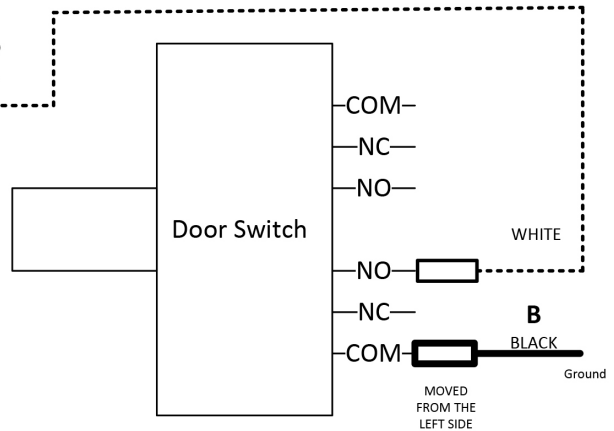 COM
NC
NO
Door Switch
WHITE
NO
NC
B
BLACK
COM
Ground
MOVED
FROM THE
LEFT SIDE